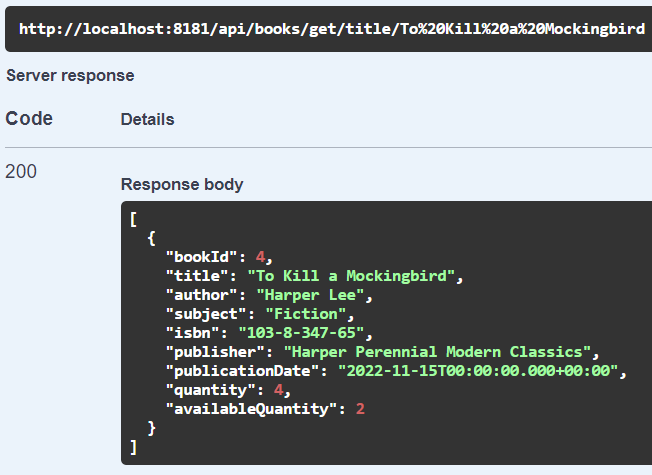 http://localhost:8181/api/books/get/title/To%20Kill%20a%20Mockingbird
Server response
Code Details
200
Response body
[
  {
    "bookId": 4,
    "title": "To Kill a Mockingbird",
    "author": "Harper Lee",
    "subject": "Fiction",
    "isbn": "103-8-347-65",
    "publisher": "Harper Perennial Modern Classics",
    "publicationDate": "2022-11-15T00:00:00.000+00:00",
    "quantity": 4,
    "availableQuantity": 2
  }
]